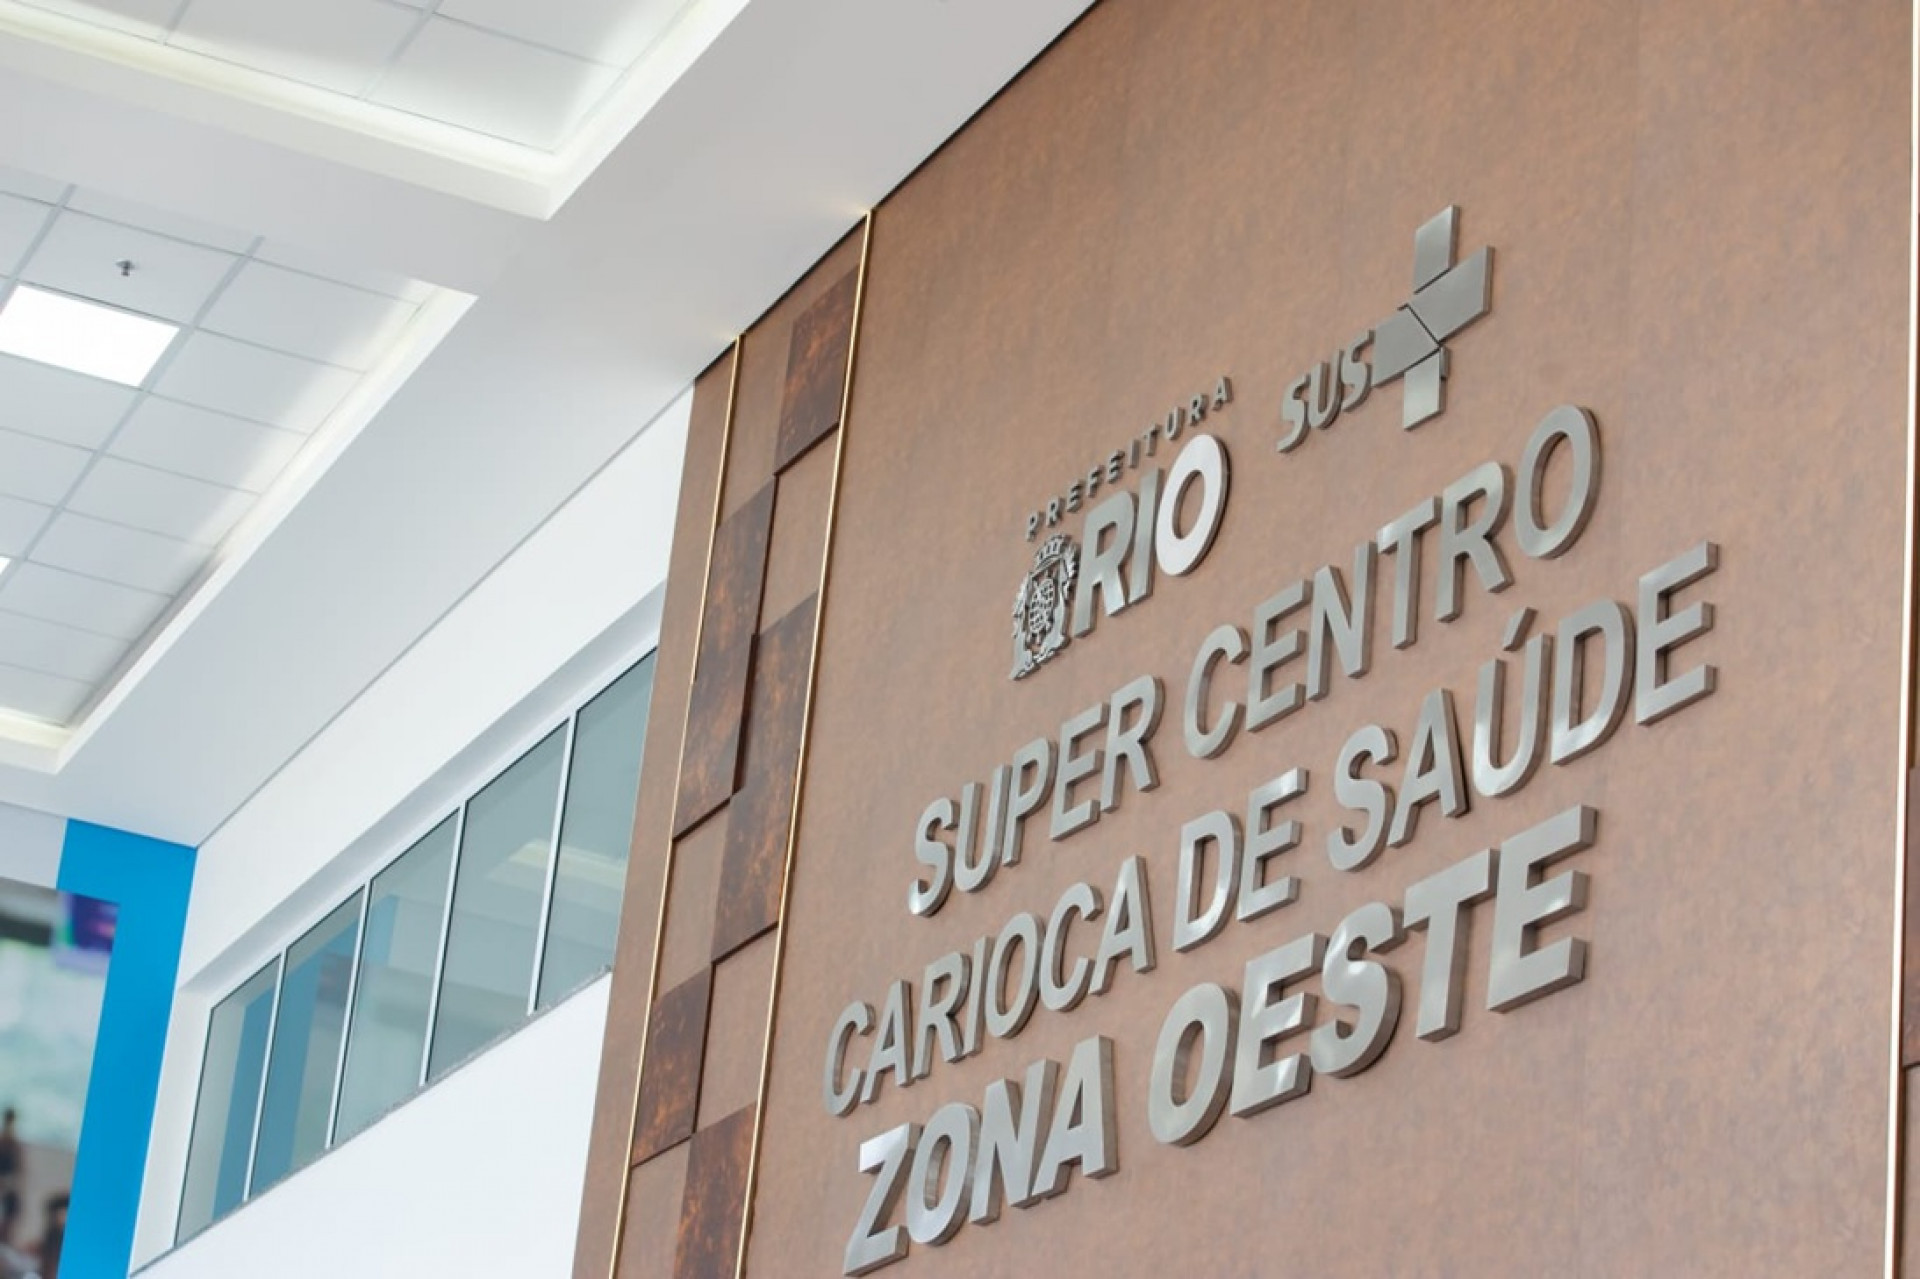 PREFEITURA
RIO
SUS
SUPER CENTRO
CARIOCA DE SAÚDE
ZONA OESTE